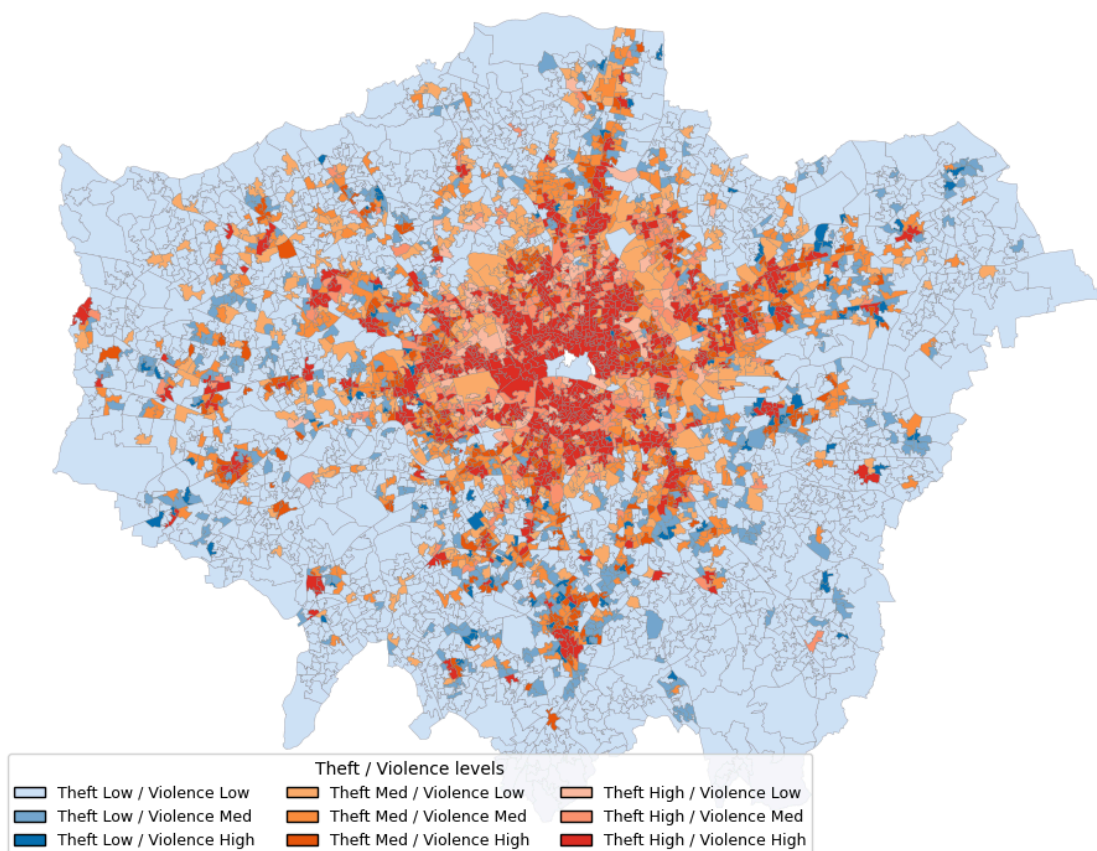 Theft / Violence levels
Theft Low / Violence Low
Theft Low / Violence Med
Theft Low / Violence High
Theft Med / Violence Low
Theft Med / Violence Med
Theft Med / Violence High
Theft High / Violence Low
Theft High / Violence Med
Theft High / Violence High